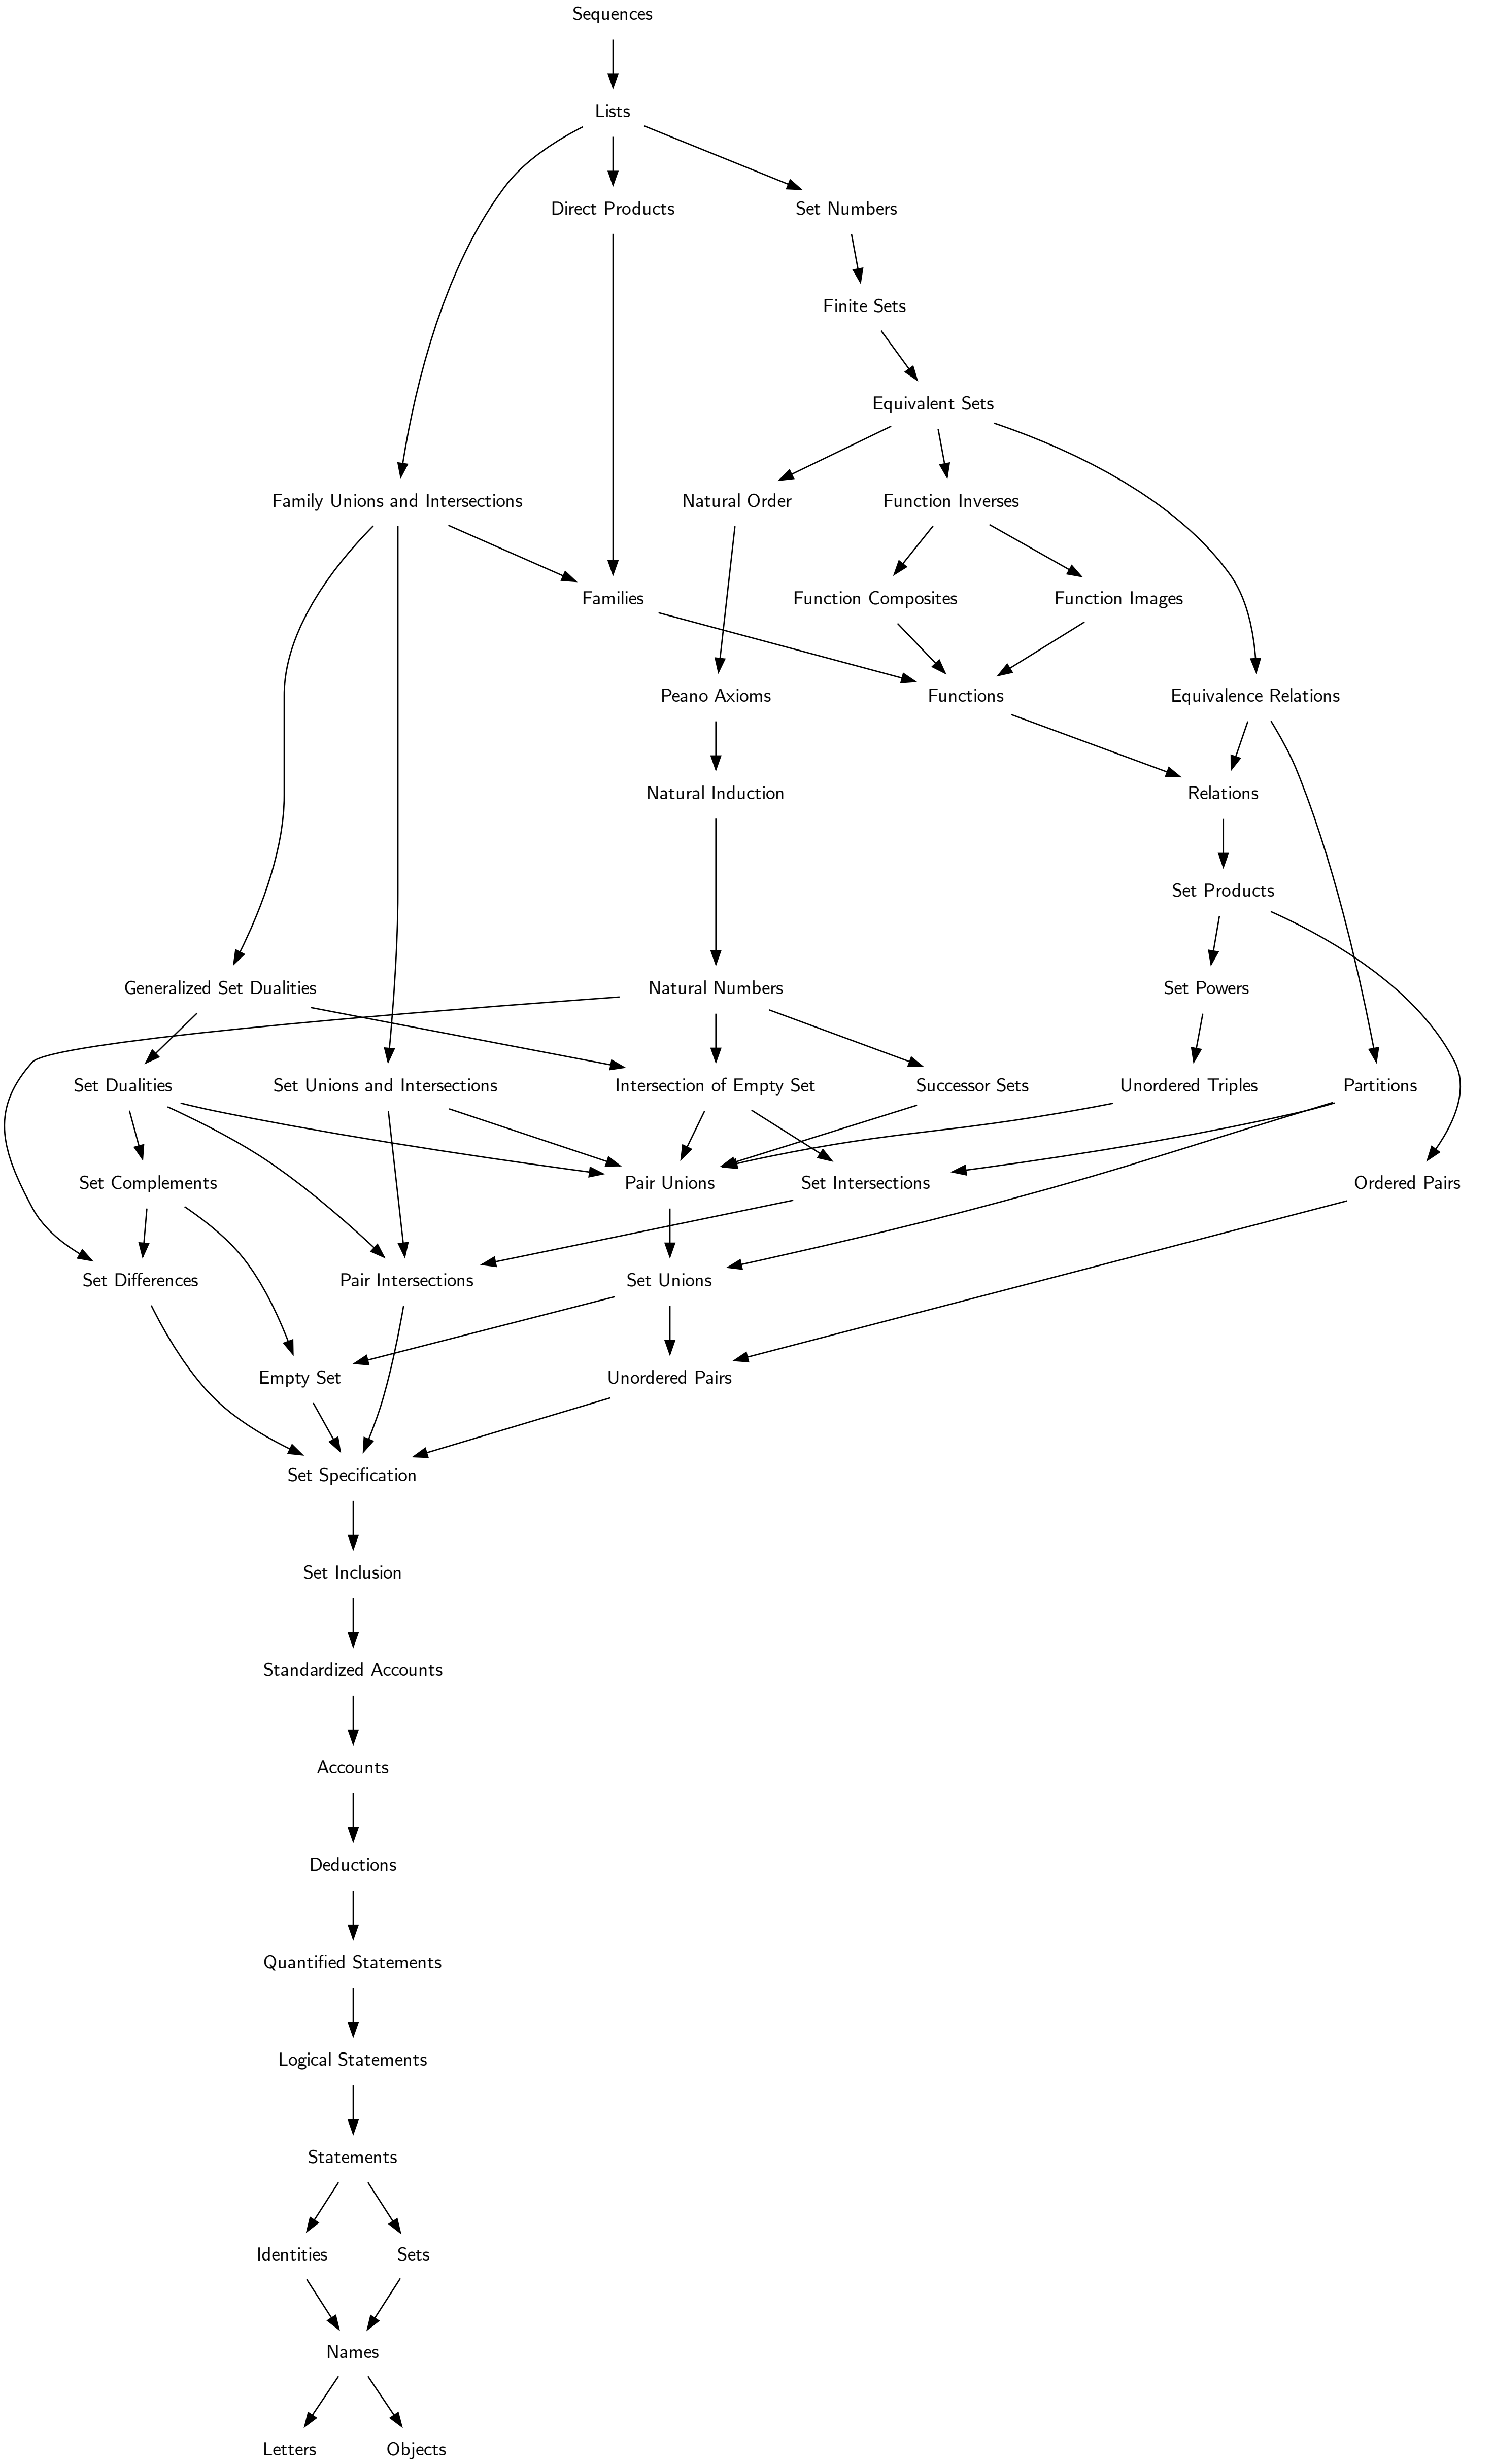 Sequences
Lists
Direct Products
Set Numbers
Finite Sets
Equivalent Sets
Family Unions and Intersections
Natural Order
Function Inverses
Families
Function Composites
Function Images
Peano Axioms
Functions
Equivalence Relations
Natural Induction
Relations
Set Products
Generalized Set Dualities
Natural Numbers
Set Powers
Set Dualities
Set Unions and Intersections
Intersection of Empty Set
Successor Sets
Unordered Triples
Partitions
Set Complements
Pair Unions
Set Intersections
Ordered Pairs
Set Differences
Pair Intersections
Set Unions
Empty Set
Unordered Pairs
Set Specification
Set Inclusion
Standardized Accounts
Accounts
Deductions
Quantified Statements
Logical Statements
Statements
Identities
Sets
Names
Letters
Objects